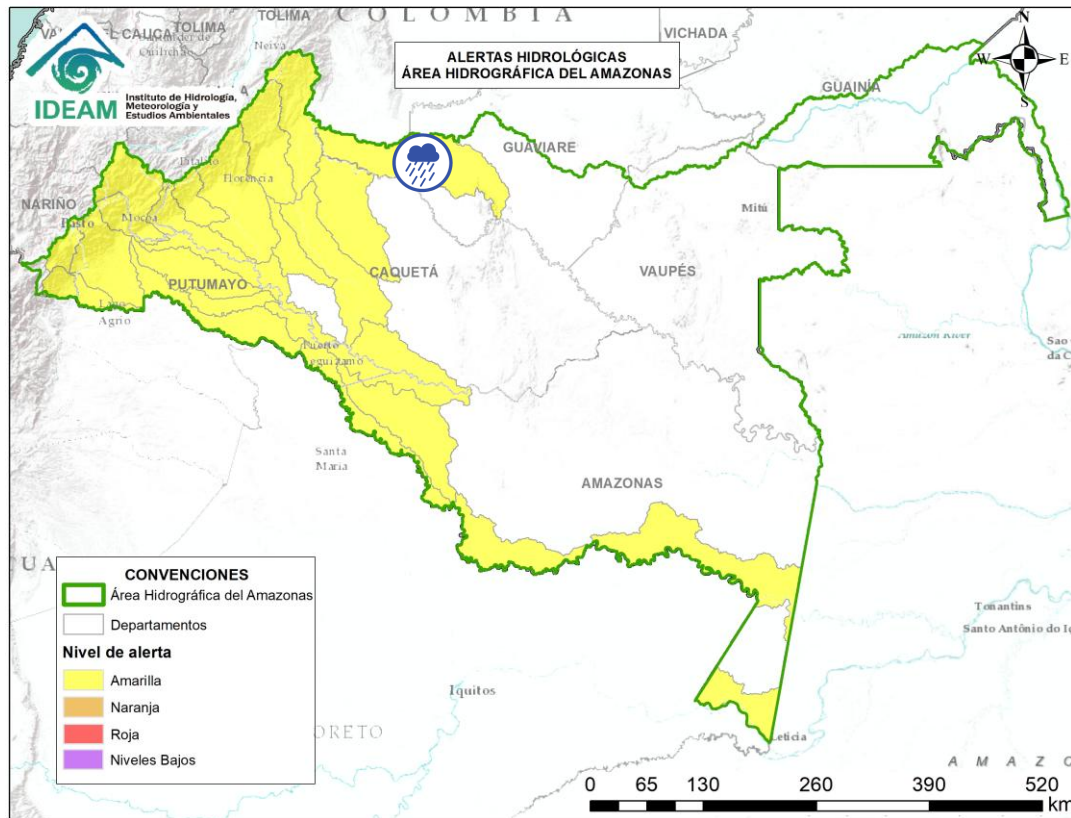 COLOMBIA
TOLIMA
TOLIMA
VICHADA
Neiva
IDEAM
Instituto de Hidrología,
Meteorología y
Estudios Ambientales
ALERTAS HIDROLÓGICAS
ÁREA HIDROGRÁFICA DEL AMAZONAS
N
W
E
S
GUAINÍA
GUAVIARE
Florencia
NARIÑO
Pasto
Mocoa
Mitú
VAUPÉS
CAQUETÁ
PUTUMAYO
Lago
Agrio
Puerto
Leguizamo
Amazon River
Santa
Maria
AMAZONAS
CONVENCIONES
Área Hidrográfica del Amazonas
Departamentos
Nivel de alerta
Amarilla
Naranja
Roja
Niveles Bajos
Iquitos
Tonantins
Leticia
0 65 130 260 390 520
km